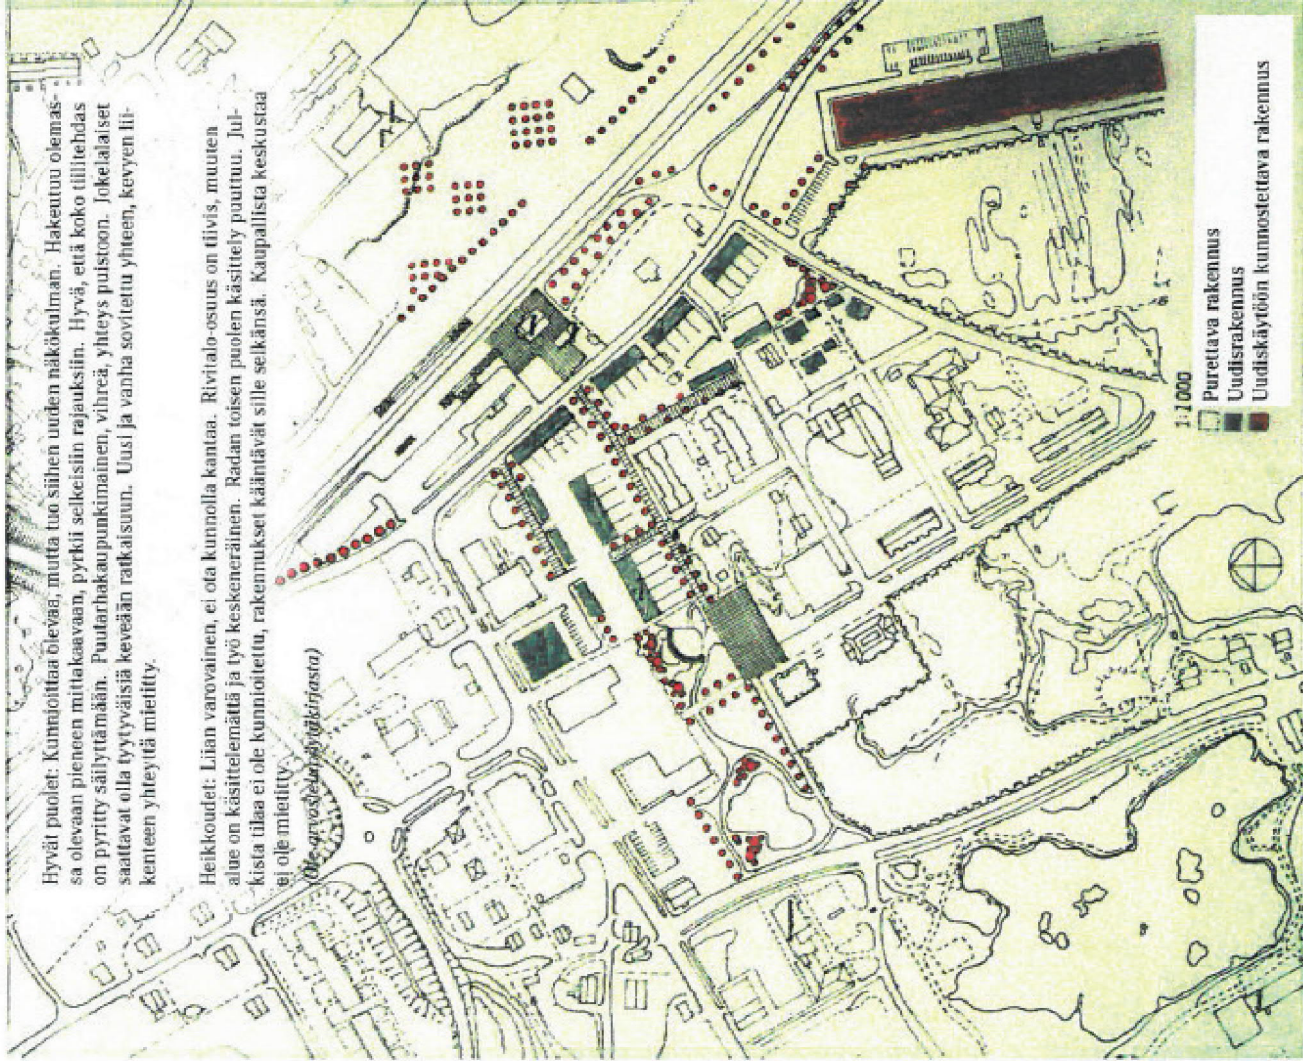 Hyvät puolet: Kunnioittaa olevaa, mutta tuo siihen uuden näkökulman. Hakeutuu olemas-
sa olevaan pieneen mittakaavaan, pyrkii selkeisiin rajauksiin. Hyvä, että koko tiilitehdas
on pyritty säilyttämään. Puutarhakaupunkimainen, vihreä, yhteys puistoon. Jokelalaiset
saattavat olla tyytyväisiä keveään ratkaisuun. Uusi ja vanha sovitettu yhteen, kevyen lii-
kenteen yhteyttä mietitty.
Heikkoudet: Liian varovainen, ei ota kunnolla kantaa. Rivitalo-osuus on tiivis, muuten
alue on käsittelemättä ja työ keskeneräinen. Radan toisen puolen käsittely puuttuu. Jul-
kista tilaa ei ole kunnioitettu, rakennukset kääntävät sille selkänsä. Kaupallista keskustaa
ei ole mietitty.
(Ote arvostelupöytäkirjasta)
1:1000
Purettava rakennus
Uudisrakennus
Uudiskäytöön kunnostettava rakennus